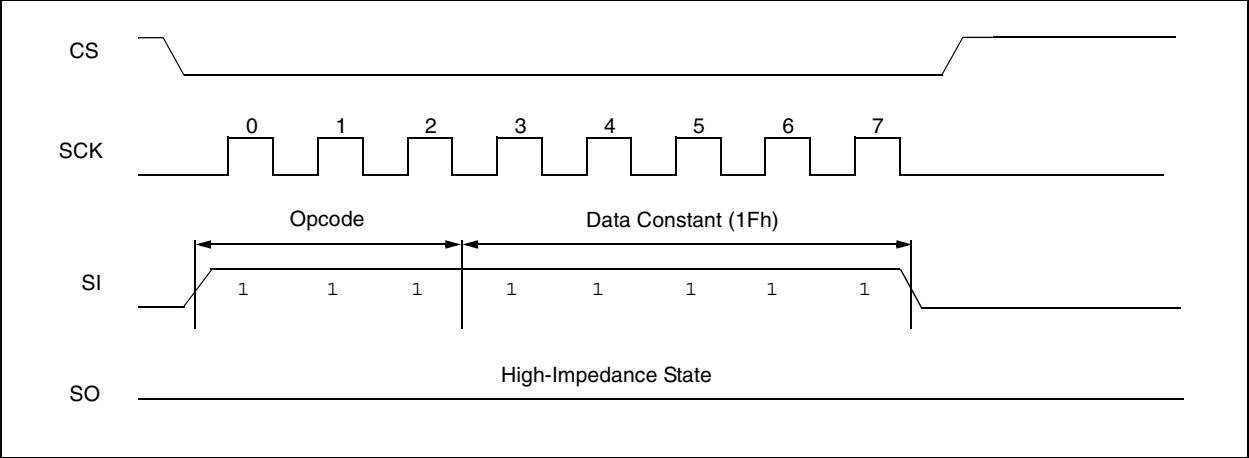 CS
0 1 2 3 4 5 6 7
SCK
Opcode Data Constant (1Fh)
SI
1 1 1 1 1 1 1 1
High-Impedance State
SO